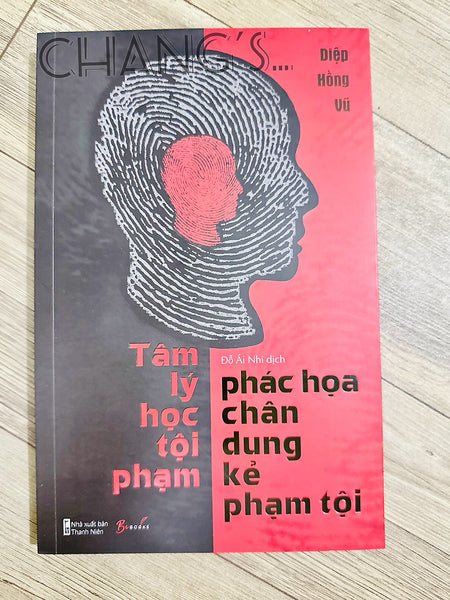 CHANG'S...
Diệp
Hồng
Vũ
Tâm
lý
học
tội
phạm
Đỗ Ái Nhi dịch
phác họa
chân
dung
kẻ
phạm tội
Nhà xuất bản
Thanh Niên
BOOKS